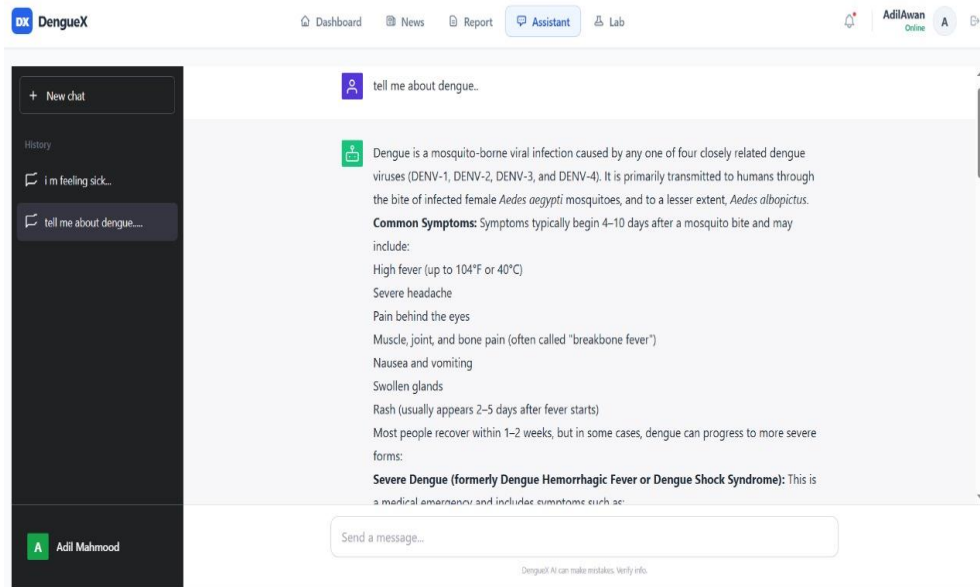 DX DengueX
Dashboard News Report Assistant Lab
AdilAwan
Online
A
+ New chat
History
i m feeling sick...
tell me about dengue.....
A Adil Mahmood
tell me about dengue..
Dengue is a mosquito-borne viral infection caused by any one of four closely related dengue
viruses (DENV-1, DENV-2, DENV-3, and DENV-4). It is primarily transmitted to humans through
the bite of infected female Aedes aegypti mosquitoes, and to a lesser extent, Aedes albopictus.
Common Symptoms: Symptoms typically begin 4–10 days after a mosquito bite and may
include:
High fever (up to 104°F or 40°C)
Severe headache
Pain behind the eyes
Muscle, joint, and bone pain (often called "breakbone fever")
Nausea and vomiting
Swollen glands
Rash (usually appears 2–5 days after fever starts)
Most people recover within 1–2 weeks, but in some cases, dengue can progress to more severe
forms:
Severe Dengue (formerly Dengue Hemorrhagic Fever or Dengue Shock Syndrome): This is
a medical emergency and includes symptoms such as:
Send a message...
DengueX AI can make mistakes. Verify info.